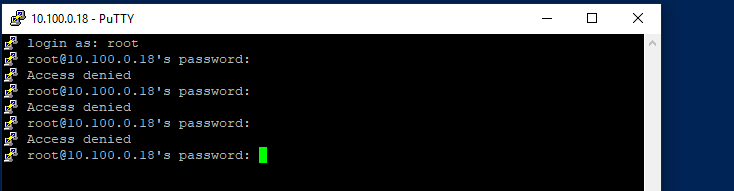 10.100.0.18 - PuTTY
login as: root
root@10.100.0.18's password:
Access denied
root@10.100.0.18's password:
Access denied
root@10.100.0.18's password:
Access denied
root@10.100.0.18's password: